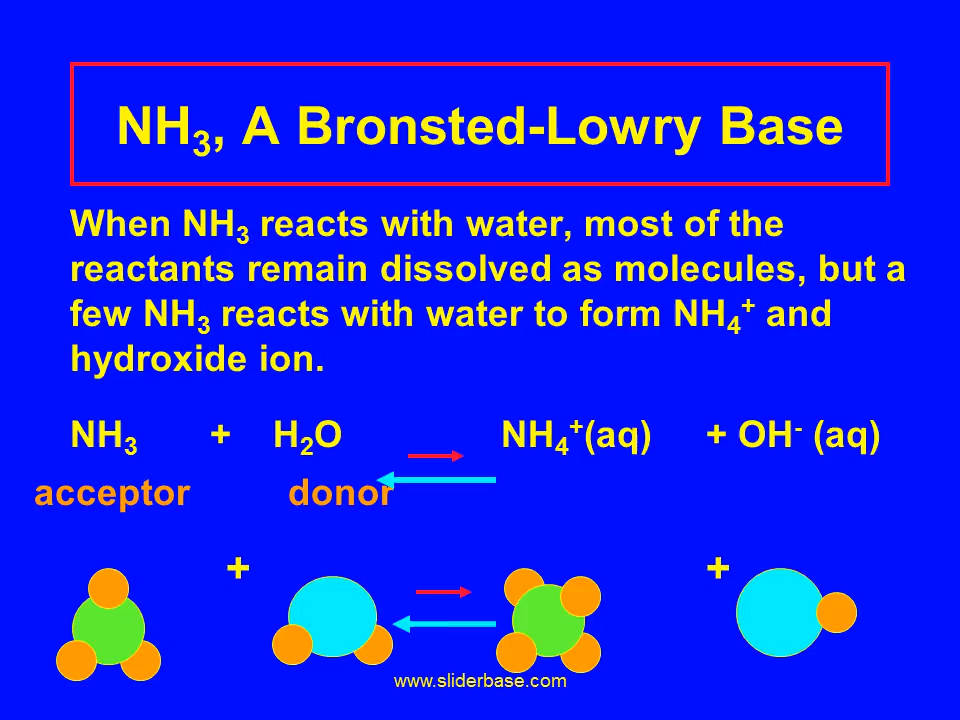 NH₃, A Bronsted-Lowry Base
When NH₃ reacts with water, most of the
reactants remain dissolved as molecules, but a
few NH₃ reacts with water to form NH₄⁺ and
hydroxide ion.
NH₃ + H₂O NH₄⁺(aq) + OH⁻ (aq)
acceptor donor
+ +
www.sliderbase.com